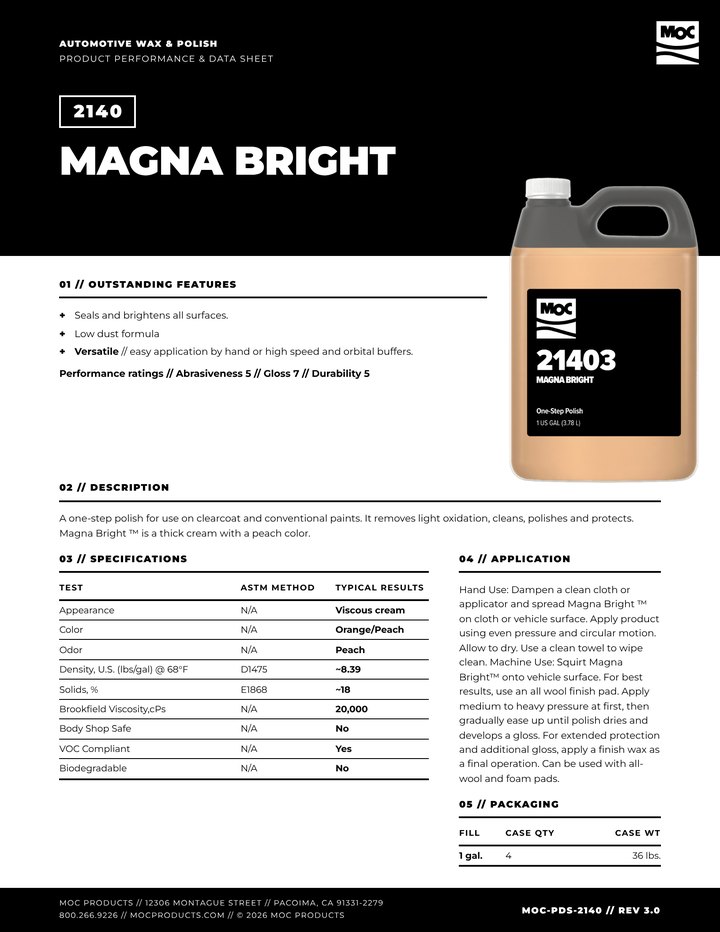 AUTOMOTIVE WAX & POLISH
PRODUCT PERFORMANCE & DATA SHEET
MOC
2140
MAGNA BRIGHT
01 // OUTSTANDING FEATURES
+ Seals and brightens all surfaces.
+ Low dust formula
+ Versatile // easy application by hand or high speed and orbital buffers.
Performance ratings // Abrasiveness 5 // Gloss 7 // Durability 5
MOC
21403
MAGNA BRIGHT
One-Step Polish
1 US GAL (3.78 L)
02 // DESCRIPTION
A one-step polish for use on clearcoat and conventional paints. It removes light oxidation, cleans, polishes and protects.
Magna Bright ™ is a thick cream with a peach color.
03 // SPECIFICATIONS
TEST ASTM METHOD TYPICAL RESULTS
Appearance N/A Viscous cream
Color N/A Orange/Peach
Odor N/A Peach
Density, U.S. (lbs/gal) @ 68°F D1475 ~8.39
Solids, % E1868 ~18
Brookfield Viscosity,cPs N/A 20,000
Body Shop Safe N/A No
VOC Compliant N/A Yes
Biodegradable N/A No
04 // APPLICATION
Hand Use: Dampen a clean cloth or
applicator and spread Magna Bright ™
on cloth or vehicle surface. Apply product
using even pressure and circular motion.
Allow to dry. Use a clean towel to wipe
clean. Machine Use: Squirt Magna
Bright™ onto vehicle surface. For best
results, use an all wool finish pad. Apply
medium to heavy pressure at first, then
gradually ease up until polish dries and
develops a gloss. For extended protection
and additional gloss, apply a finish wax as
a final operation. Can be used with all-
wool and foam pads.
05 // PACKAGING
FILL CASE QTY CASE WT
1 gal. 4 36 lbs.
MOC PRODUCTS // 12306 MONTAGUE STREET // PACOIMA, CA 91331-2279
800.266.9226 // MOCPRODUCTS.COM // © 2026 MOC PRODUCTS
MOC-PDS-2140 // REV 3.0